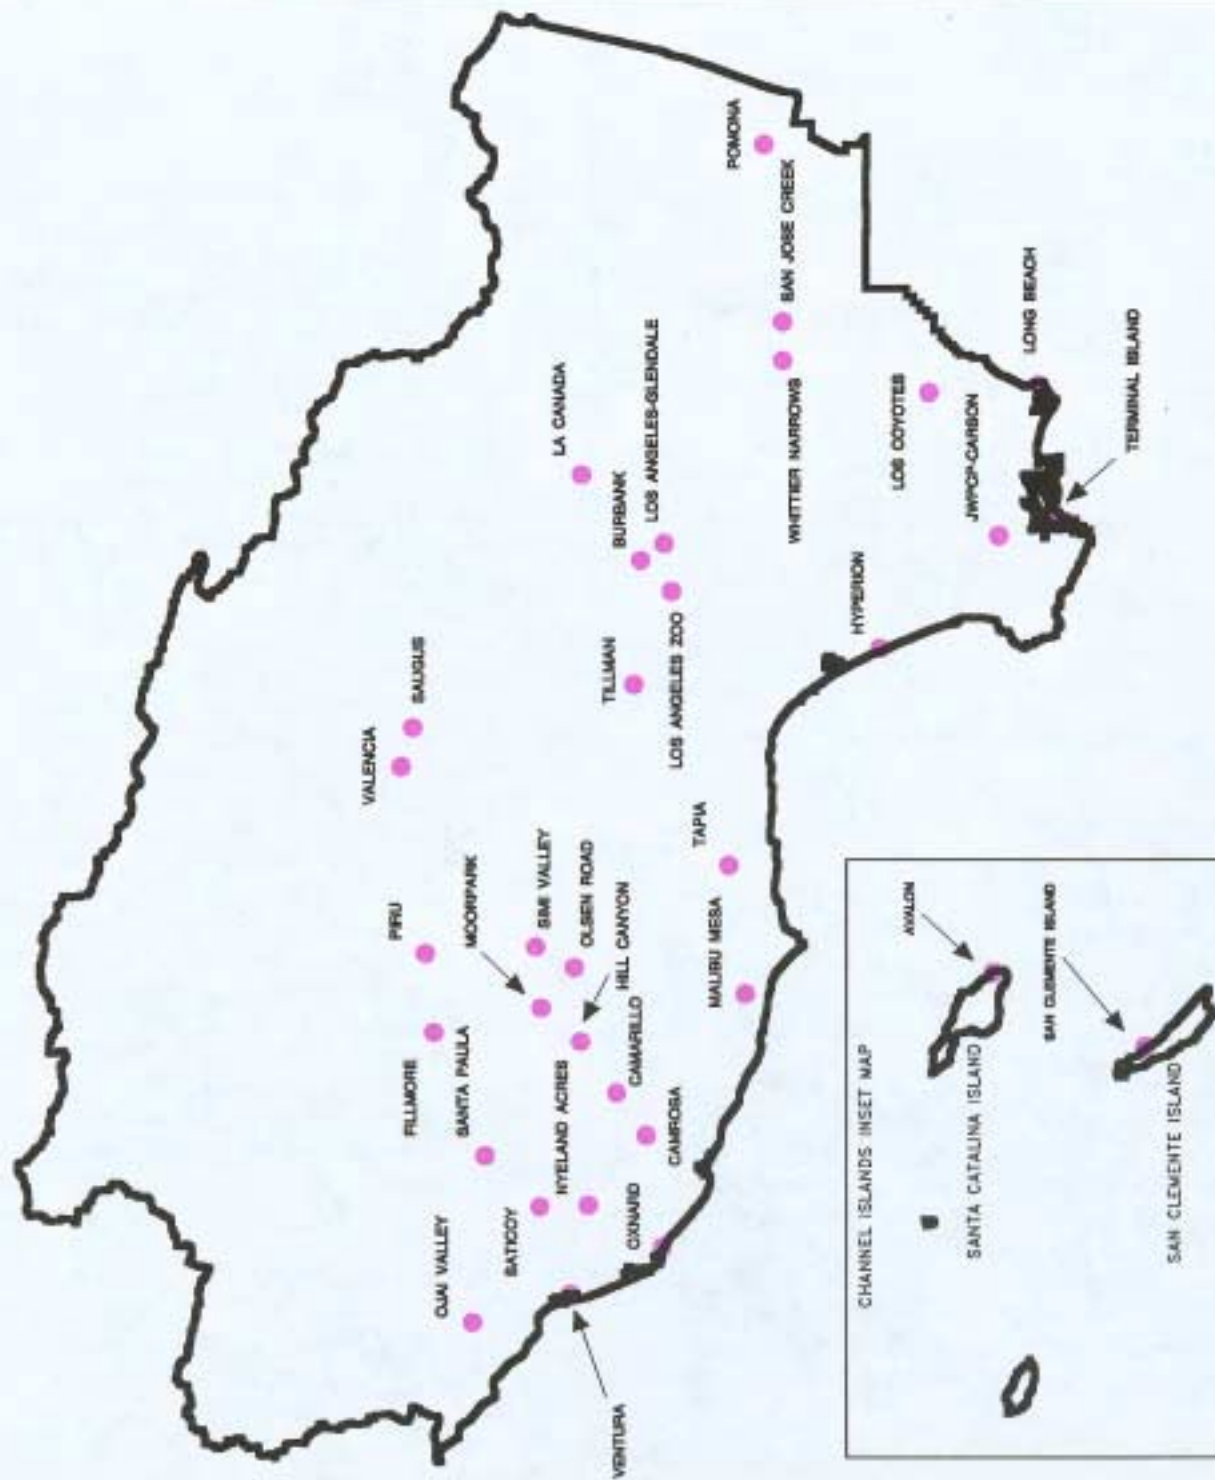 VALENCIA
PIRU
FILLMORE
SAUGUS
OJAI VALLEY
SANTA PAULA
MOORPARK
SATICOY
SIMI VALLEY
LA CANADA
NYELAND ACRES
OLSEN ROAD
TILLMAN
VENTURA
BURBANK
HILL CANYON
OXNARD
CAMARILLO
LOS ANGELES-GLENDALE
CAMROSA
LOS ANGELES ZOO
TAPIA
MALIBU MESA
POMONA
SAN JOSE CREEK
WHITTIER NARROWS
HYPERION
CHANNEL ISLANDS INSET MAP
LOS COYOTES
AVALON
JWPCP-CARSON
SANTA CATALINA ISLAND
LONG BEACH
SAN CLEMENTE ISLAND
TERMINAL ISLAND
SAN CLEMENTE ISLAND